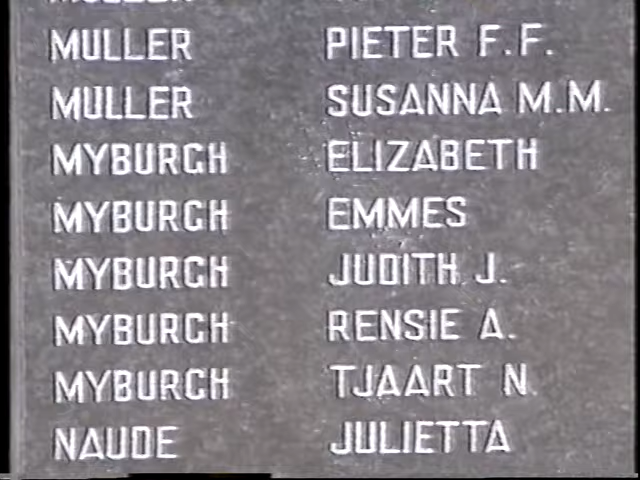 MULLER PIETER F.F.
MULLER SUSANNA M.M.
MYBURGH ELIZABETH
MYBURGH EMMES
MYBURGH JUDITH J.
MYBURGH RENSIE A.
MYBURGH TJAART N.
NAUDE JULIETTA